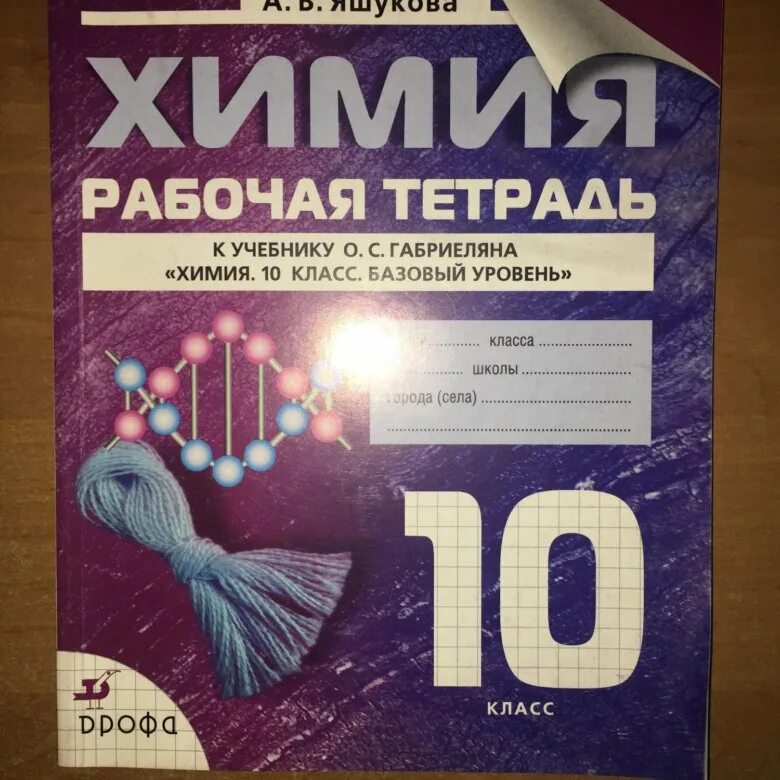 А. В. Яшукова
ХИМИЯ
РАБОЧАЯ ТЕТРАДЬ
К УЧЕБНИКУ О. С. ГАБРИЕЛЯНА
«ХИМИЯ. 10 КЛАСС. БАЗОВЫЙ УРОВЕНЬ»
класса
школы
города (села)
10
КЛАСС
ДРОФА